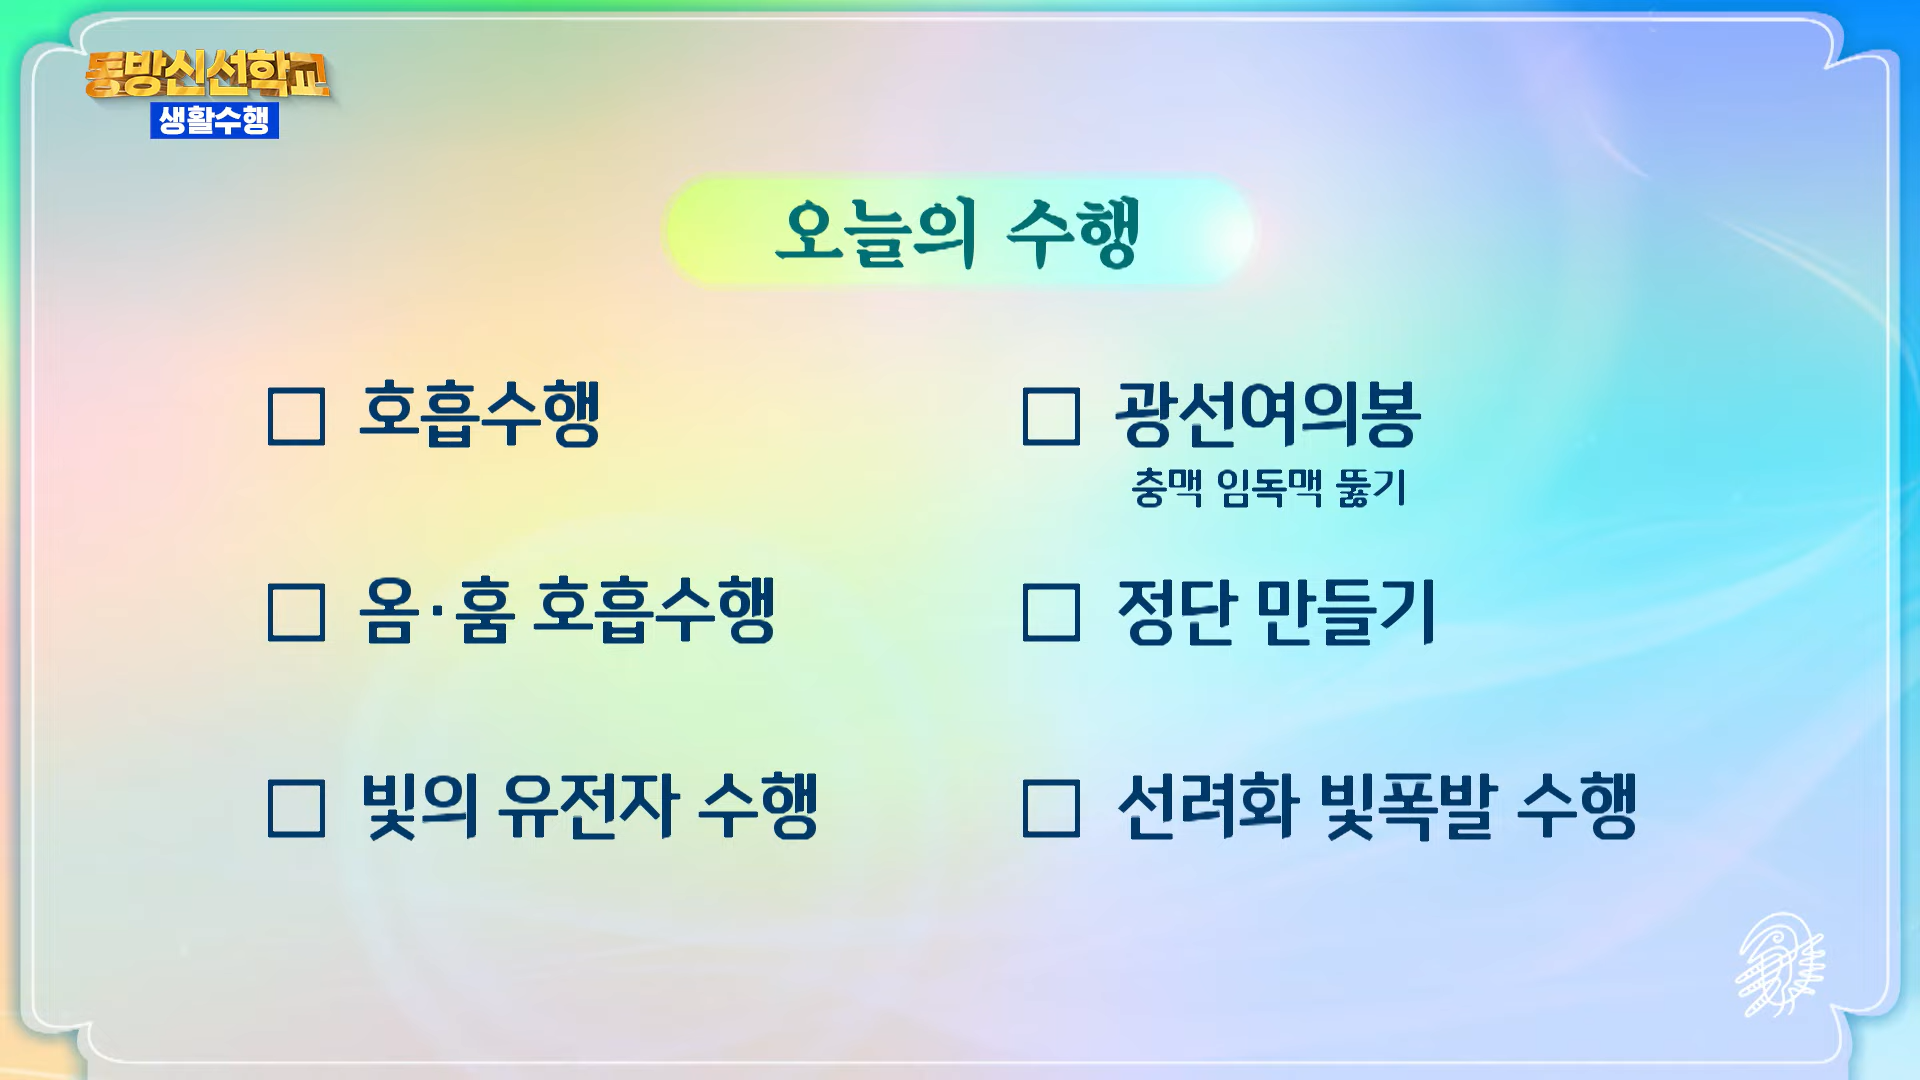 동방신선학교
생활수행
오늘의 수행
호흡수행
옴·훔 호흡수행
빛의 유전자 수행
광선여의봉
충맥 임독맥 뚫기
정단 만들기
선려화 빛폭발 수행